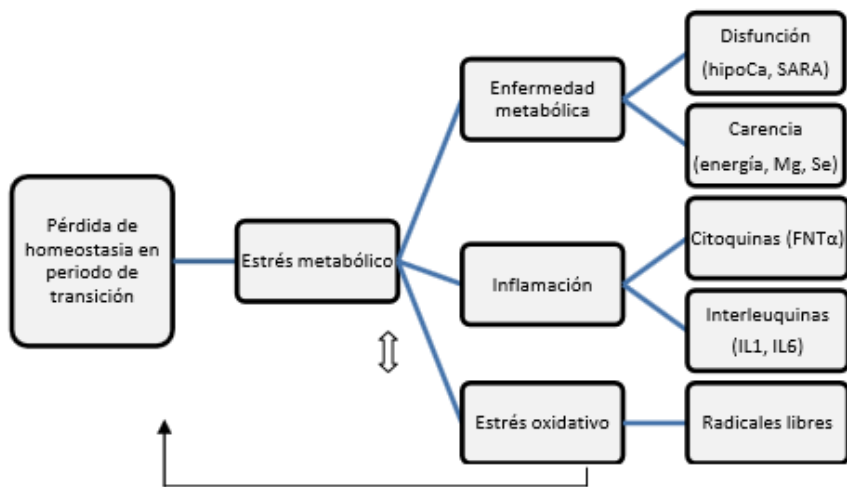 Pérdida de
homeostasia en
periodo de
transición
Estrés metabólico
Enfermedad
metabólica
Disfunción
(hipoCa, SARA)
Carencia
(energía, Mg, Se)
Inflamación
Citoquinas (FNTα)
Interleuquinas
(IL1, IL6)
Estrés oxidativo
Radicales libres